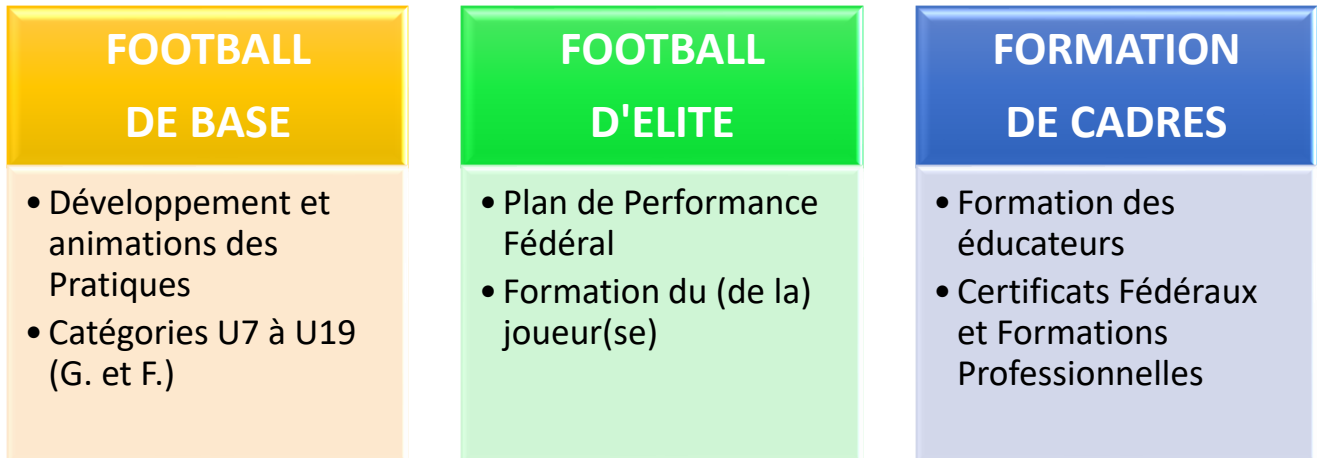 FOOTBALL
DE BASE
• Développement et
animations des
Pratiques
• Catégories U7 à U19
(G. et F.)
FOOTBALL
D'ELITE
• Plan de Performance
Fédéral
• Formation du (de la)
joueur(se)
FORMATION
DE CADRES
• Formation des
éducateurs
• Certificats Fédéraux
et Formations
Professionnelles